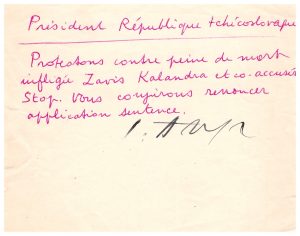 Président République tchécoslovaque
Protestons contre peine de mort
infligée Zavis Kalandra et co-accusés
Stop. Vous conjurons renoncer
application sentence.